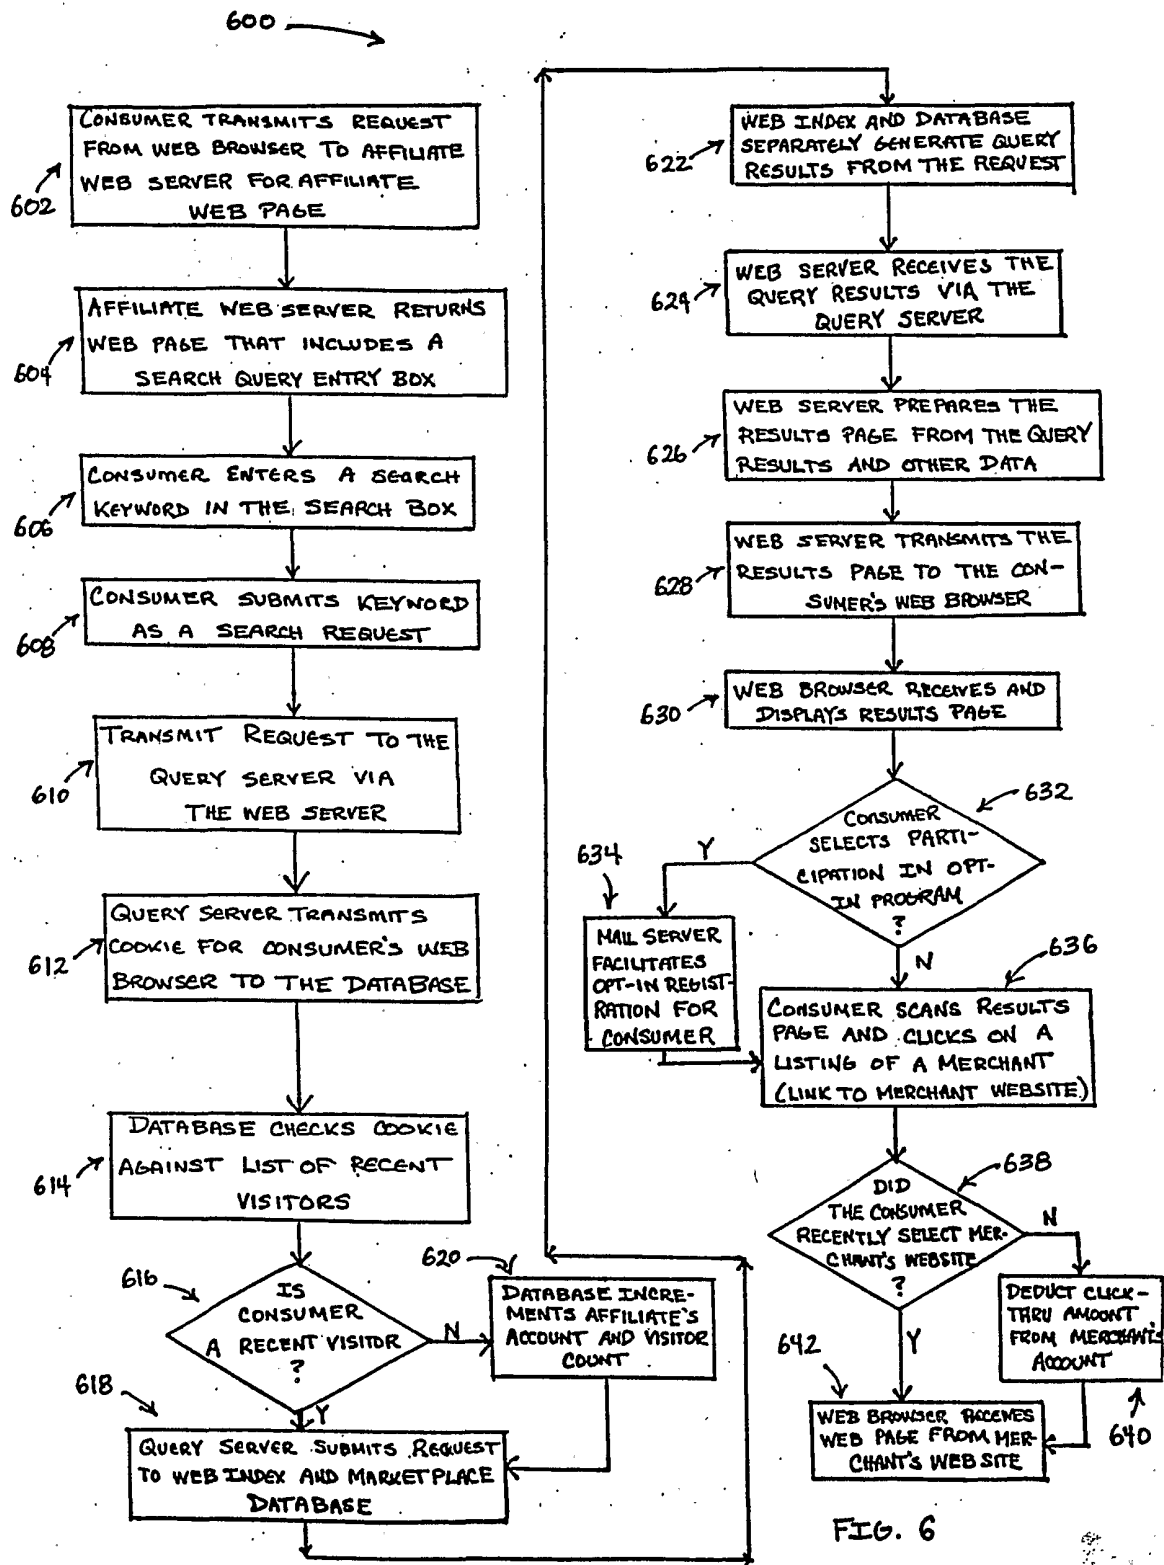 600
CONSUMER TRANSMITS REQUEST
FROM WEB BROWSER TO AFFILIATE
WEB SERVER FOR AFFILIATE
WEB PAGE
602
AFFILIATE WEB SERVER RETURNS
WEB PAGE THAT INCLUDES A
SEARCH QUERY ENTRY BOX
604
CONSUMER ENTERS A SEARCH
KEYWORD IN THE SEARCH BOX
606
CONSUMER SUBMITS KEYWORD
AS A SEARCH REQUEST
608
TRANSMIT REQUEST TO THE
QUERY SERVER VIA
THE WEB SERVER
610
QUERY SERVER TRANSMITS
COOKIE FOR CONSUMER'S WEB
BROWSER TO THE DATABASE
612
DATABASE CHECKS COOKIE
AGAINST LIST OF RECENT
VISITORS
614
616
IS
CONSUMER
A RECENT VISITOR
?
N
Y
620
DATABASE INCRE-
MENTS AFFILIATE'S
ACCOUNT AND VISITOR
COUNT
618
QUERY SERVER SUBMITS REQUEST
TO WEB INDEX AND MARKETPLACE
DATABASE
WEB INDEX AND DATABASE
SEPARATELY GENERATE QUERY
RESULTS FROM THE REQUEST
622
WEB SERVER RECEIVES THE
QUERY RESULTS VIA THE
QUERY SERVER
624
WEB SERVER PREPARES THE
RESULTS PAGE FROM THE QUERY
RESULTS AND OTHER DATA
626
WEB SERVER TRANSMITS THE
RESULTS PAGE TO THE CON-
SUMER'S WEB BROWSER
628
WEB BROWSER RECEIVES AND
DISPLAYS RESULTS PAGE
630
632
CONSUMER
SELECTS PARTI-
CIPATION IN OPT-
IN PROGRAM
?
Y
N
634
MAIL SERVER
FACILITATES
OPT-IN REGIST-
RATION FOR
CONSUMER
636
CONSUMER SCANS RESULTS
PAGE AND CLICKS ON A
LISTING OF A MERCHANT
(LINK TO MERCHANT WEBSITE)
638
DID
THE CONSUMER
RECENTLY SELECT MER-
CHANT'S WEBSITE
?
N
Y
DEDUCT CLICK-
THRU AMOUNT
FROM MERCHANT'S
ACCOUNT
640
642
WEB BROWSER RECEIVES
WEB PAGE FROM MER-
CHANT'S WEB SITE
FIG. 6